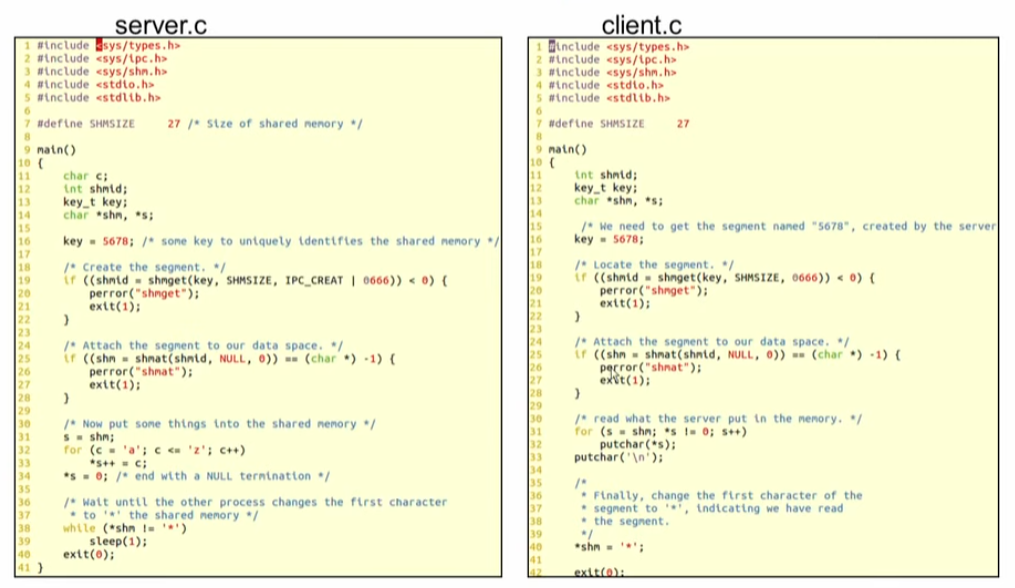 server.c
1 #include <sys/types.h>
2 #include <sys/ipc.h>
3 #include <sys/shm.h>
4 #include <stdio.h>
5 #include <stdlib.h>
6
7 #define SHMSIZE     27 /* Size of shared memory */
8
9 main()
10 {
11     char c;
12     int shmid;
13     key_t key;
14     char *shm, *s;
15
16     key = 5678; /* some key to uniquely identifies the shared memory */
17
18     /* Create the segment. */
19     if ((shmid = shmget(key, SHMSIZE, IPC_CREAT | 0666)) < 0) {
20         perror("shmget");
21         exit(1);
22     }
23
24     /* Attach the segment to our data space. */
25     if ((shm = shmat(shmid, NULL, 0)) == (char *) -1) {
26         perror("shmat");
27         exit(1);
28     }
29
30     /* Now put some things into the shared memory */
31     s = shm;
32     for (c = 'a'; c <= 'z'; c++)
33         *s++ = c;
34     *s = 0; /* end with a NULL termination */
35
36     /* Wait until the other process changes the first character
37      * to '*' the shared memory */
38     while (*shm != '*')
39         sleep(1);
40     exit(0);
41 }
client.c
1 #include <sys/types.h>
2 #include <sys/ipc.h>
3 #include <sys/shm.h>
4 #include <stdio.h>
5 #include <stdlib.h>
6
7 #define SHMSIZE     27
8
9 main()
10 {
11     int shmid;
12     key_t key;
13     char *shm, *s;
14
15      /* We need to get the segment named "5678", created by the server
16     key = 5678;
17
18     /* Locate the segment. */
19     if ((shmid = shmget(key, SHMSIZE, 0666)) < 0) {
20         perror("shmget");
21         exit(1);
22     }
23
24     /* Attach the segment to our data space. */
25     if ((shm = shmat(shmid, NULL, 0)) == (char *) -1) {
26         perror("shmat");
27         exit(1);
28     }
29
30     /* read what the server put in the memory. */
31     for (s = shm; *s != 0; s++)
32         putchar(*s);
33     putchar('\n');
34
35     /*
36      * Finally, change the first character of the
37      * segment to '*', indicating we have read
38      * the segment.
39      */
40     *shm = '*';
41
42     exit(0);